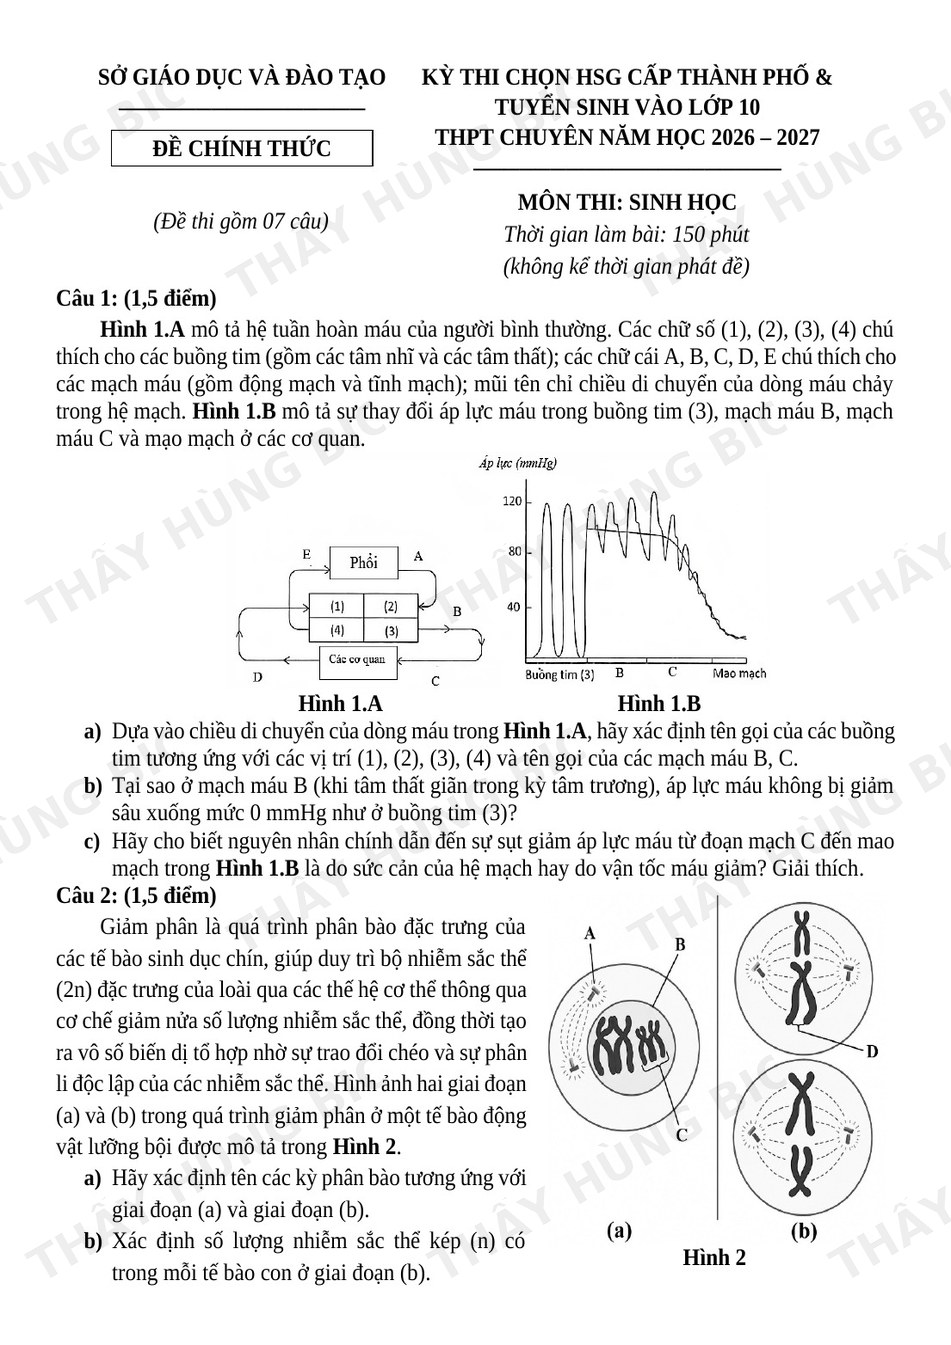 SỞ GIÁO DỤC VÀ ĐÀO TẠO
ĐỀ CHÍNH THỨC
(Đề thi gồm 07 câu)
KỲ THI CHỌN HSG CẤP THÀNH PHỐ &
TUYỂN SINH VÀO LỚP 10
THPT CHUYÊN NĂM HỌC 2026 – 2027
MÔN THI: SINH HỌC
Thời gian làm bài: 150 phút
(không kể thời gian phát đề)
Câu 1: (1,5 điểm)
Hình 1.A mô tả hệ tuần hoàn máu của người bình thường. Các chữ số (1), (2), (3), (4) chú
thích cho các buồng tim (gồm các tâm nhĩ và các tâm thất); các chữ cái A, B, C, D, E chú thích cho
các mạch máu (gồm động mạch và tĩnh mạch); mũi tên chỉ chiều di chuyển của dòng máu chảy
trong hệ mạch. Hình 1.B mô tả sự thay đổi áp lực máu trong buồng tim (3), mạch máu B, mạch
máu C và mạo mạch ở các cơ quan.
E
Phổi
A
(1)
(2)
B
(4)
(3)
Các cơ quan
D
C
Hình 1.A
Áp lực (mmHg)
120
80
40
Buồng tim (3)
B
C
Mao mạch
Hình 1.B
a) Dựa vào chiều di chuyển của dòng máu trong Hình 1.A, hãy xác định tên gọi của các buồng
tim tương ứng với các vị trí (1), (2), (3), (4) và tên gọi của các mạch máu B, C.
b) Tại sao ở mạch máu B (khi tâm thất giãn trong kỳ tâm trương), áp lực máu không bị giảm
sâu xuống mức 0 mmHg như ở buồng tim (3)?
c) Hãy cho biết nguyên nhân chính dẫn đến sự sụt giảm áp lực máu từ đoạn mạch C đến mao
mạch trong Hình 1.B là do sức cản của hệ mạch hay do vận tốc máu giảm? Giải thích.
Câu 2: (1,5 điểm)
Giảm phân là quá trình phân bào đặc trưng của
các tế bào sinh dục chín, giúp duy trì bộ nhiễm sắc thể
(2n) đặc trưng của loài qua các thế hệ cơ thể thông qua
cơ chế giảm nửa số lượng nhiễm sắc thể, đồng thời tạo
ra vô số biến dị tổ hợp nhờ sự trao đổi chéo và sự phân
li độc lập của các nhiễm sắc thể. Hình ảnh hai giai đoạn
(a) và (b) trong quá trình giảm phân ở một tế bào động
vật lưỡng bội được mô tả trong Hình 2.
a) Hãy xác định tên các kỳ phân bào tương ứng với
giai đoạn (a) và giai đoạn (b).
b) Xác định số lượng nhiễm sắc thể kép (n) có
trong mỗi tế bào con ở giai đoạn (b).
A
B
C
D
(a)
(b)
Hình 2
THẦY HÙNG BIC